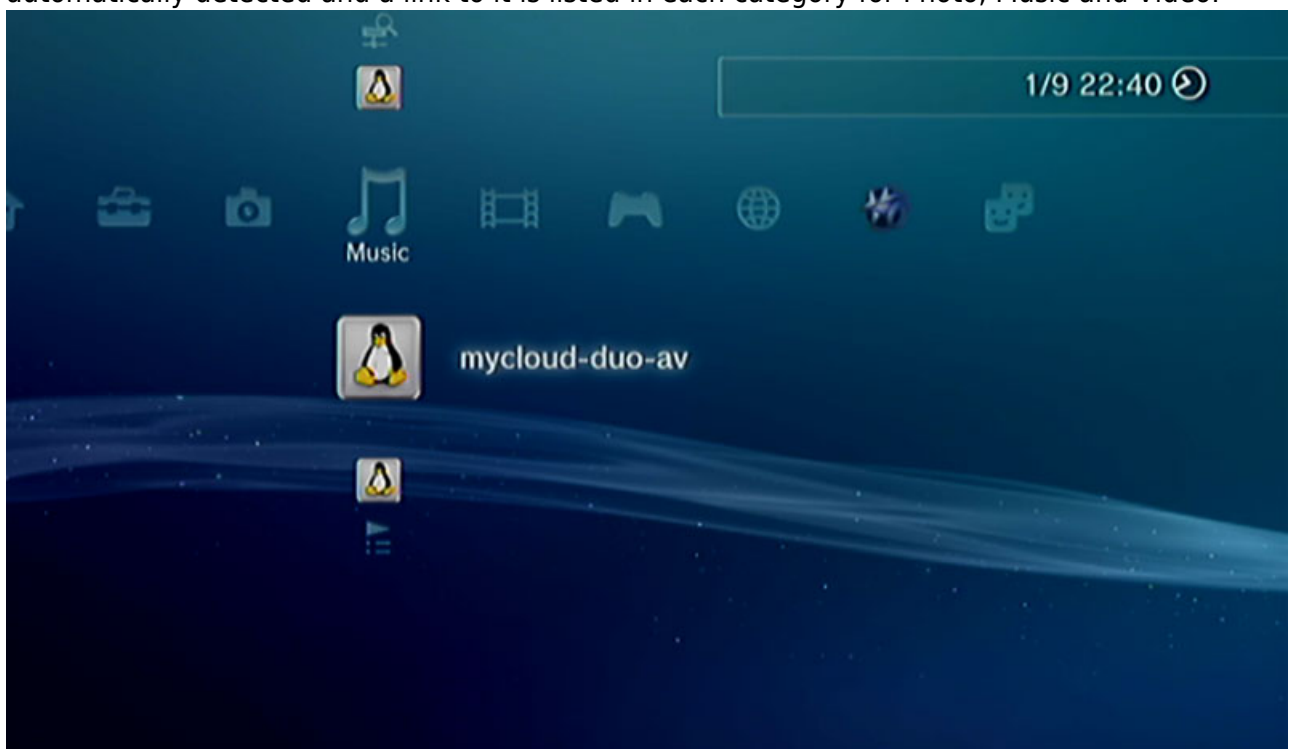 automatically detected and a link to it is listed in each category for Photo, Music and Video.
1/9 22:40
Music
mycloud-duo-av